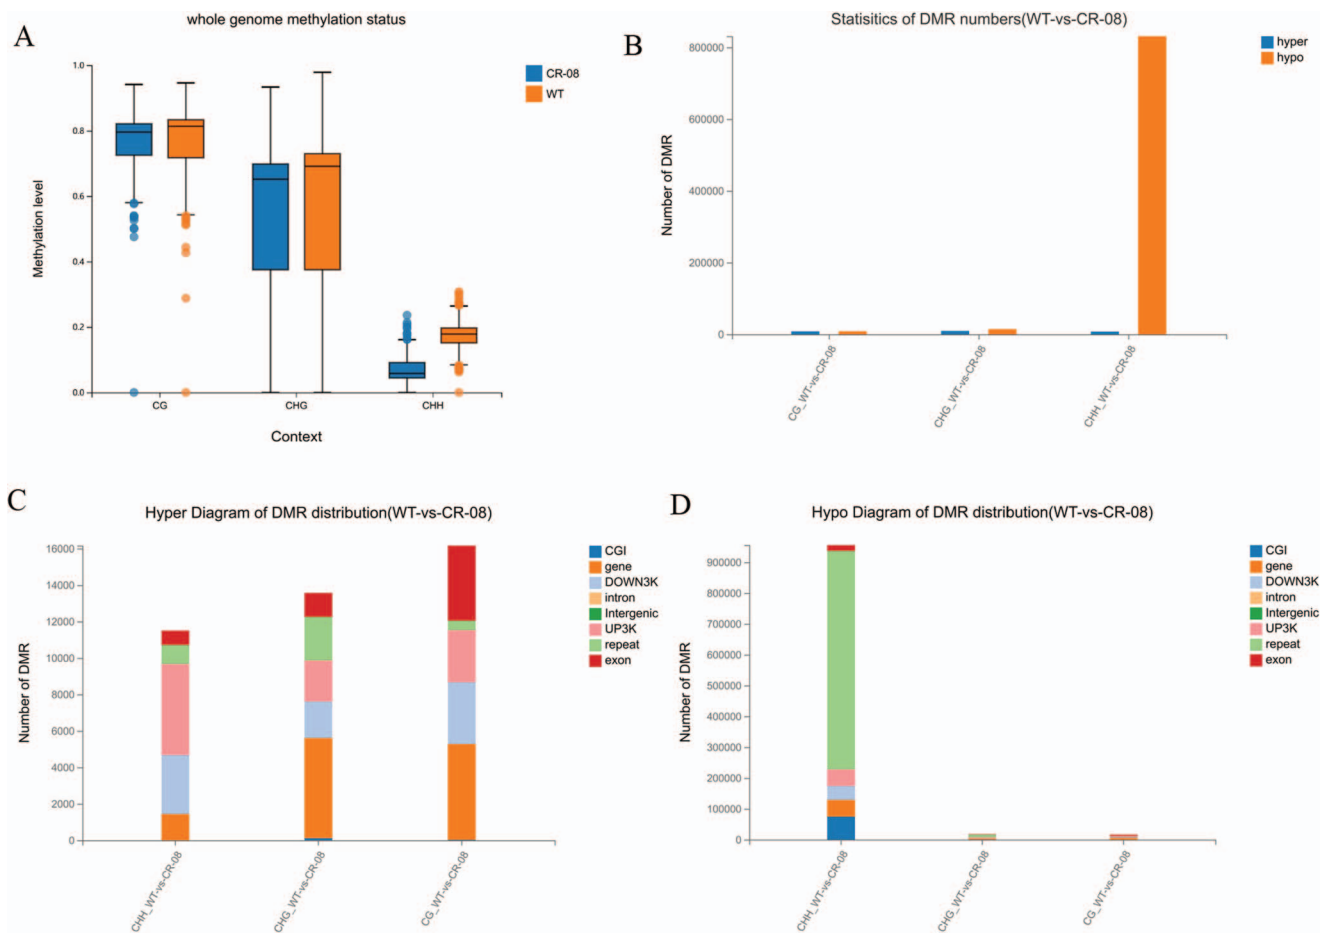 A
whole genome methylation status
1.0
0.8
0.6
0.4
0.2
0.0
Methylation level
CG
CHG
CHH
Context
CR-08
WT
B
Statisitics of DMR numbers(WT-vs-CR-08)
800000
600000
400000
200000
0
Number of DMR
CG_WT-vs-CR-08
CHG_WT-vs-CR-08
CHH_WT-vs-CR-08
hyper
hypo
C
Hyper Diagram of DMR distribution(WT-vs-CR-08)
16000
14000
12000
10000
8000
6000
4000
2000
0
Number of DMR
CHH_WT-vs-CR-08
CHG_WT-vs-CR-08
CG_WT-vs-CR-08
CGI
gene
DOWN3K
intron
Intergenic
UP3K
repeat
exon
D
Hypo Diagram of DMR distribution(WT-vs-CR-08)
900000
800000
700000
600000
500000
400000
300000
200000
100000
0
Number of DMR
CHH_WT-vs-CR-08
CHG_WT-vs-CR-08
CG_WT-vs-CR-08
CGI
gene
DOWN3K
intron
Intergenic
UP3K
repeat
exon